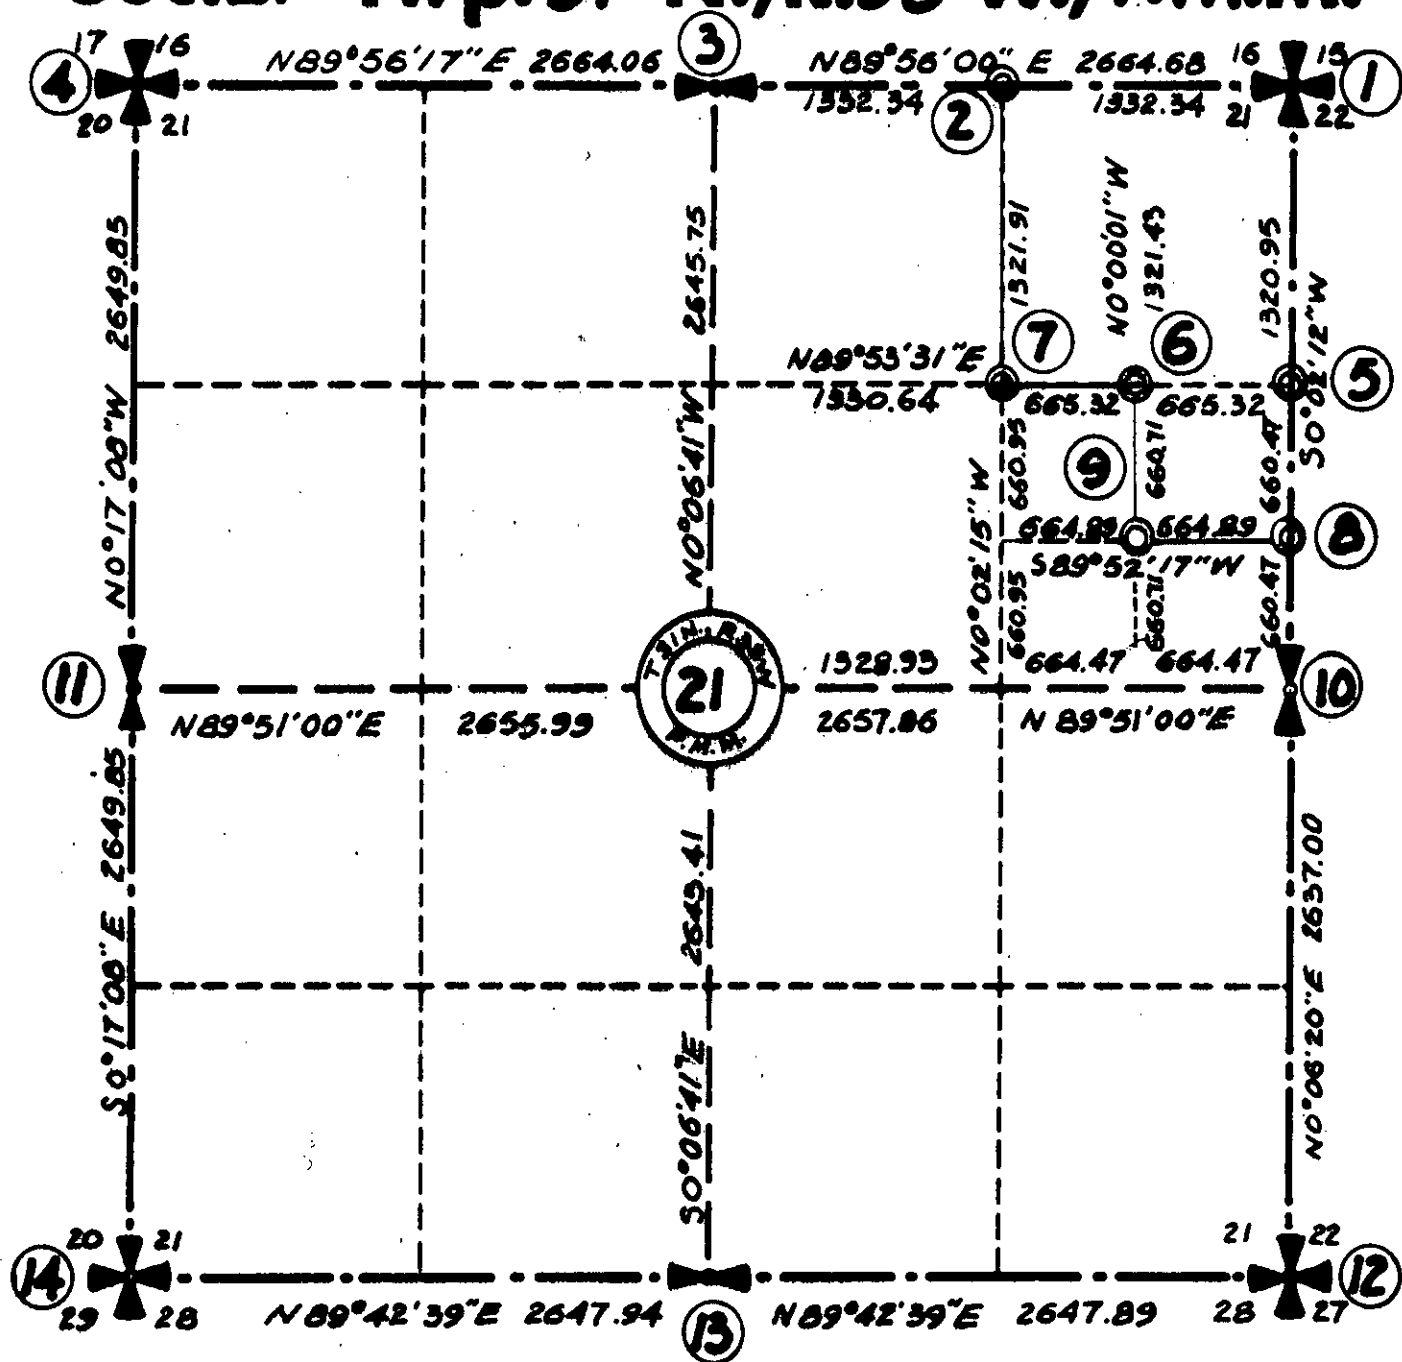 17 16 N89°56'17"E 2664.06 ③ N89°56'00" E 2664.68 16 15
④ 1332.34 ② 1332.34 ①
20 21 21 22
N0°17'08"W 2649.85
N0°06'41"W 2645.75
1321.91
N0°00'01"W
1321.43
1320.95
S0°02'12"W
N89°53'31"E ⑦ ⑥ ⑤
1330.64 665.32 665.32
660.95 ⑨ 660.71 660.47
N0°02'15"W
664.89 664.89 ⑧
S89°52'17"W
660.95 660.71 660.47
664.47 664.47
⑪ T31N., R33W 1328.93 ⑩
21
P.M.M.
N89°51'00"E 2655.99 2657.86 N 89°51'00"E
S0°17'08"E 2649.85
S0°06'41"E 2643.41
N0°06'20"E 2637.00
20 21 21 22
⑭ ⑫
29 28 N89°42'39"E 2647.94 ⑬ N89°42'39"E 2647.89 28 27